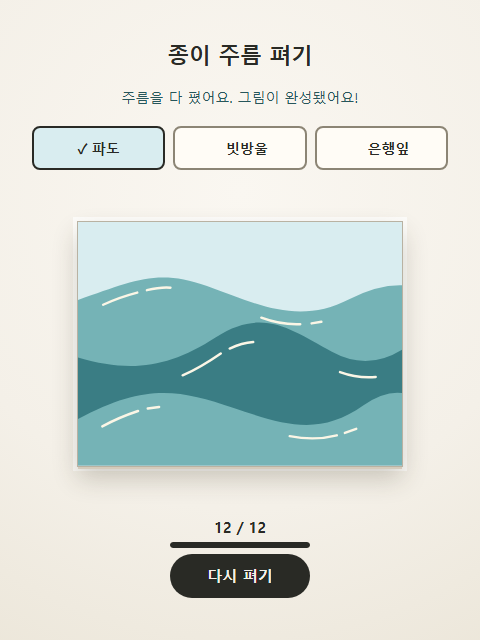 종이 주름 펴기
주름을 다 폈어요. 그림이 완성됐어요!
✓ 파도
빗방울
은행잎
12 / 12
다시 펴기